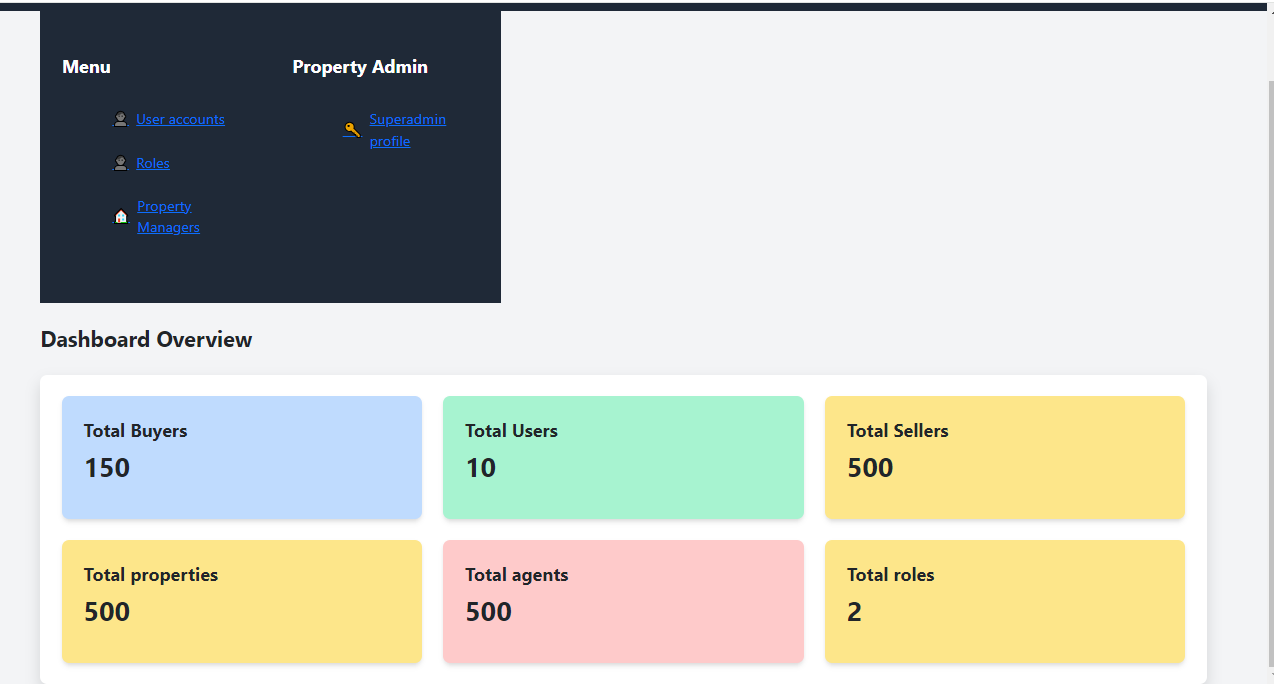 Menu
User accounts
Roles
Property
Managers
Property Admin
Superadmin
profile
Dashboard Overview
Total Buyers
150
Total Users
10
Total Sellers
500
Total properties
500
Total agents
500
Total roles
2